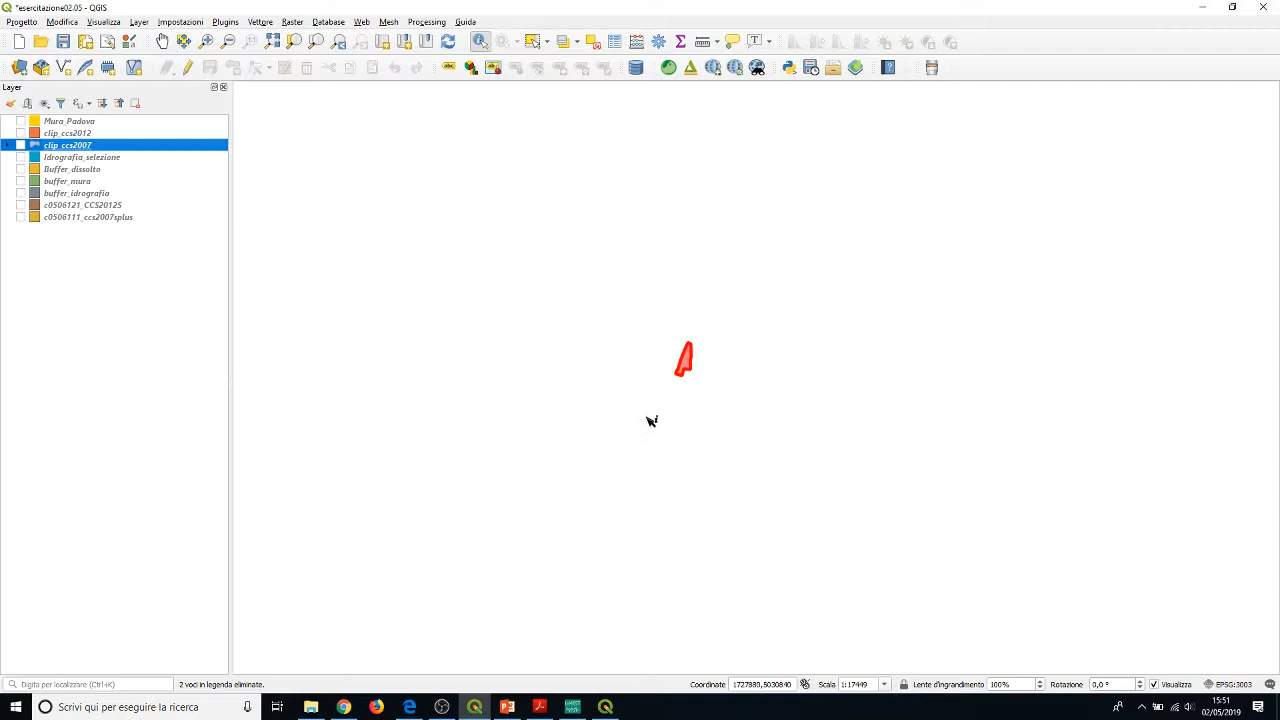 *esercitazione02.05 - QGIS
Progetto Modifica Visualizza Layer Impostazioni Plugins Vettore Raster Database Web Mesh Processing Guida
Layer
Mura_Padova
clip_ccs2012
clip_ccs2007
Idrografia_selezione
Buffer_dissolto
buffer_mura
buffer_idrografia
c0506121_CCS2012S
c0506111_ccs2007splus
Digita per localizzare (Ctrl+K) 2 voci in legenda eliminate. Coordinate 1727880,5030840 Scala 1:17449 Lente d'ingrandimento 100% Rotazione 0,0 ° Visualizza EPSG:3003
Scrivi qui per eseguire la ricerca 15:51
02/05/2019